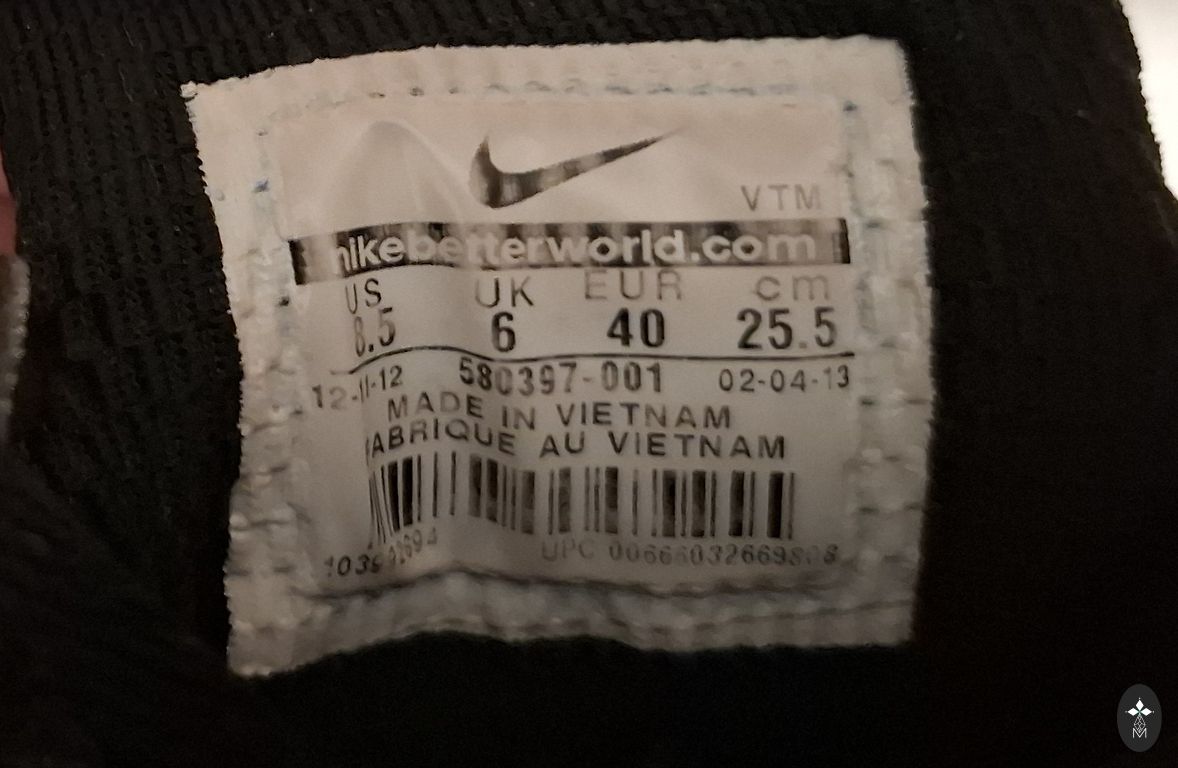 VTM
nikebetterworld.com
US UK EUR cm
8.5 6 40 25.5
12-11-12 580397-001 02-04-13
MADE IN VIETNAM
FABRIQUE AU VIETNAM
UPC